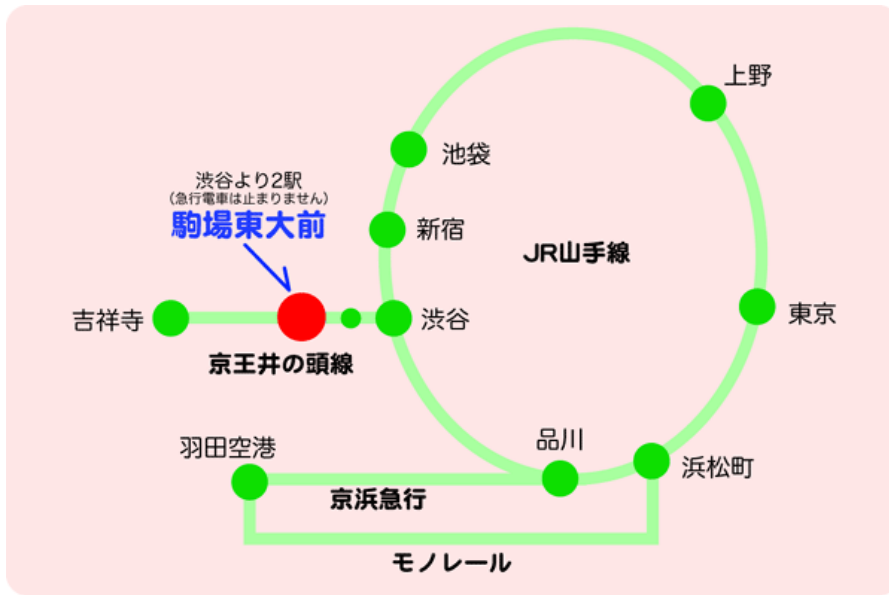 上野
池袋
渋谷より2駅
(急行電車は止まりません)
駒場東大前
新宿
JR山手線
吉祥寺
渋谷
東京
京王井の頭線
品川
羽田空港
浜松町
京浜急行
モノレール